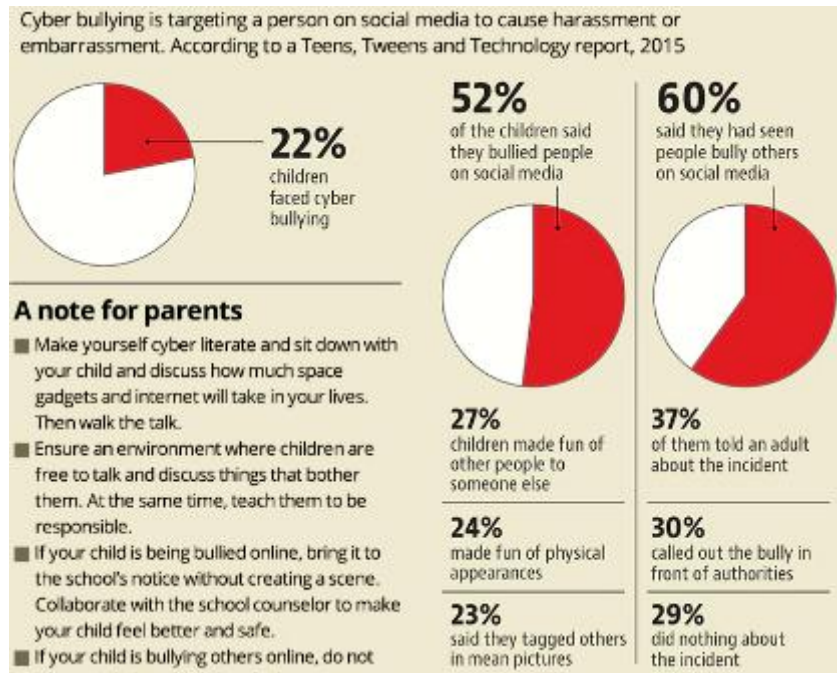 Cyber bullying is targeting a person on social media to cause harassment or
embarrassment. According to a Teens, Tweens and Technology report, 2015
22%
children
faced cyber
bullying
A note for parents
Make yourself cyber literate and sit down with
your child and discuss how much space
gadgets and internet will take in your lives.
Then walk the talk.
Ensure an environment where children are
free to talk and discuss things that bother
them. At the same time, teach them to be
responsible.
If your child is being bullied online, bring it to
the school's notice without creating a scene.
Collaborate with the school counselor to make
your child feel better and safe.
If your child is bullying others online, do not
52%
of the children said
they bullied people
on social media
27%
children made fun of
other people to
someone else
24%
made fun of physical
appearances
23%
said they tagged others
in mean pictures
60%
said they had seen
people bully others
on social media
37%
of them told an adult
about the incident
30%
called out the bully in
front of authorities
29%
did nothing about
the incident